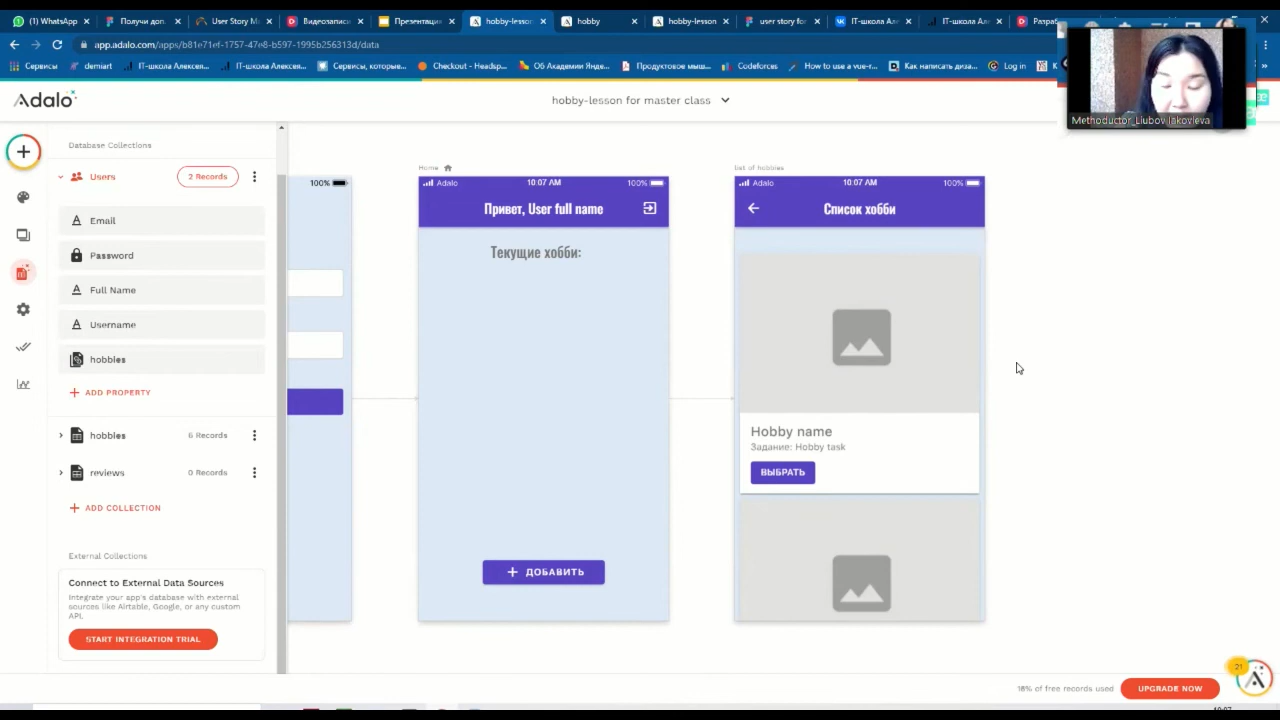 (1) WhatsApp
Получи доп.
User Story M
Видеозаписи
Презентаци
hobby-lesson
hobby
hobby-lesson
user story for
IT-школа Але
IT-школа Ал
Разраб
app.adalo.com/apps/b81e71ef-1757-47e8-b597-1995b256313d/data
Сервисы
demiart
IT-школа Алексея...
IT-школа Алексея...
Сервисы, которые...
Checkout - Headsp...
Об Академии Янде...
Продуктовое мыш...
Codeforces
How to use a vue-r...
Как написать диза...
Log in
Adalo
hobby-lesson for master class
Methoductor_Liubov Iakovleva
Database Collections
Users
2 Records
Email
Password
Full Name
Username
hobbies
ADD PROPERTY
hobbies
6 Records
reviews
0 Records
ADD COLLECTION
External Collections
Connect to External Data Sources
Integrate your app's database with external
sources like Airtable, Google, or any custom
API.
START INTEGRATION TRIAL
100%
Home
Adalo
10:07 AM
100%
Привет, User full name
Текущие хобби:
ДОБАВИТЬ
list of hobbies
Adalo
10:07 AM
100%
Список хобби
Hobby name
Задание: Hobby task
ВЫБРАТЬ
18% of free records used
UPGRADE NOW
21